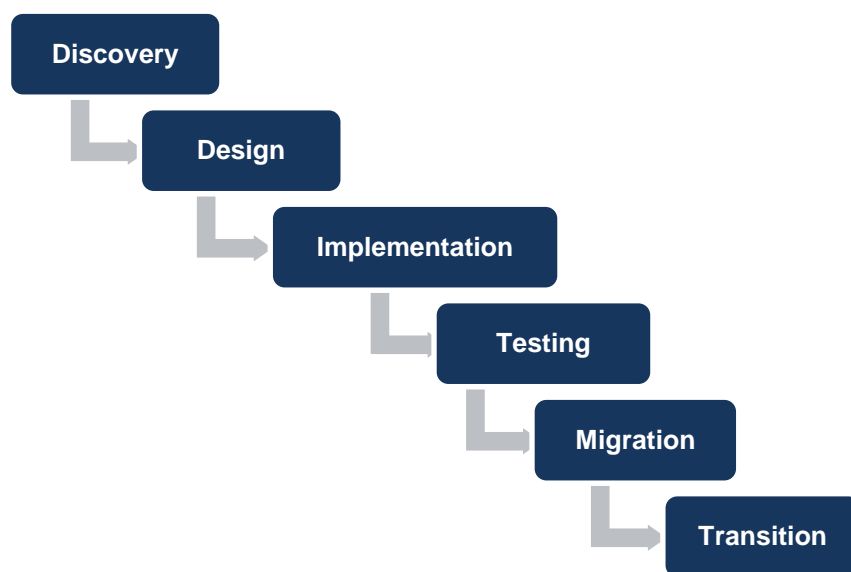 Discovery
Design
Implementation
Testing
Migration
Transition